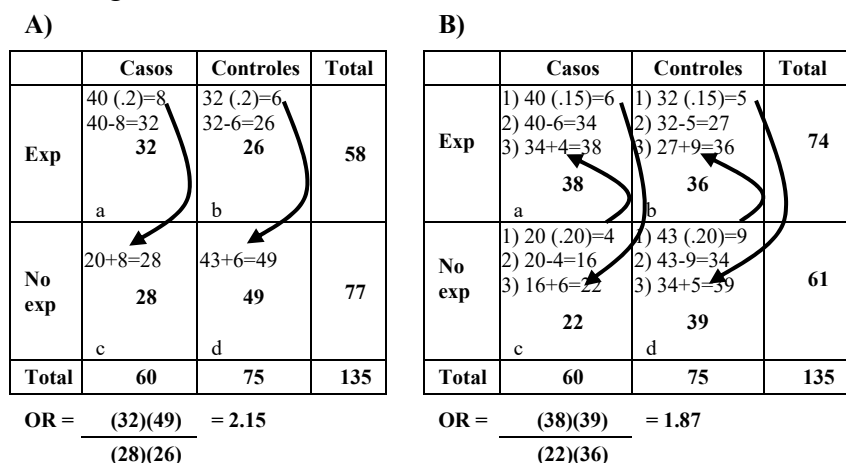 A)
Casos Controles Total
Exp
40 (.2)=8
40-8=32
32
a
32 (.2)=6
32-6=26
26
b
58
No
exp
20+8=28
28
c
43+6=49
49
d
77
Total 60 75 135
OR = (32)(49) = 2.15
(28)(26)
B)
Casos Controles Total
Exp
1) 40 (.15)=6
2) 40-6=34
3) 34+4=38
38
a
1) 32 (.15)=5
2) 32-5=27
3) 27+9=36
36
b
74
No
exp
1) 20 (.20)=4
2) 20-4=16
3) 16+6=22
22
c
1) 43 (.20)=9
2) 43-9=34
3) 34+5=39
39
d
61
Total 60 75 135
OR = (38)(39) = 1.87
(22)(36)